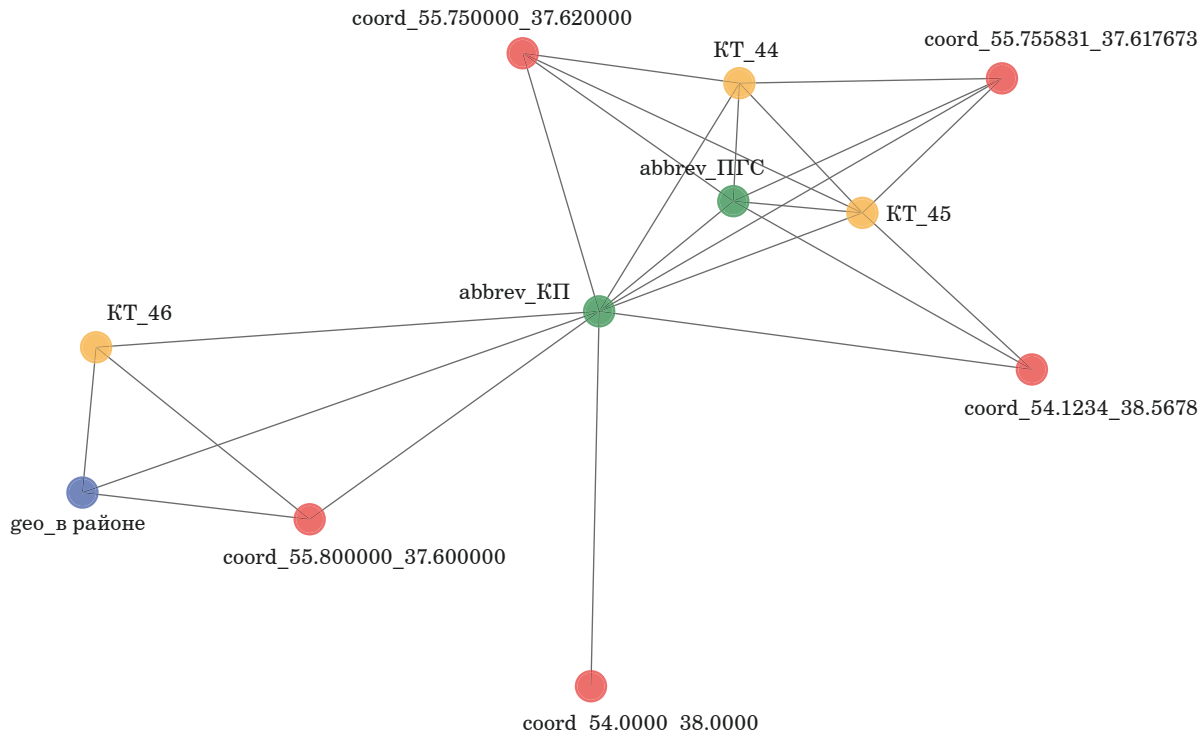 coord_55.750000_37.620000
coord_55.755831_37.617673
КТ_44
abbrev_ПГС
КТ_45
abbrev_КП
КТ_46
coord_54.1234_38.5678
geo_в районе
coord_55.800000_37.600000
coord_54.0000_38.0000